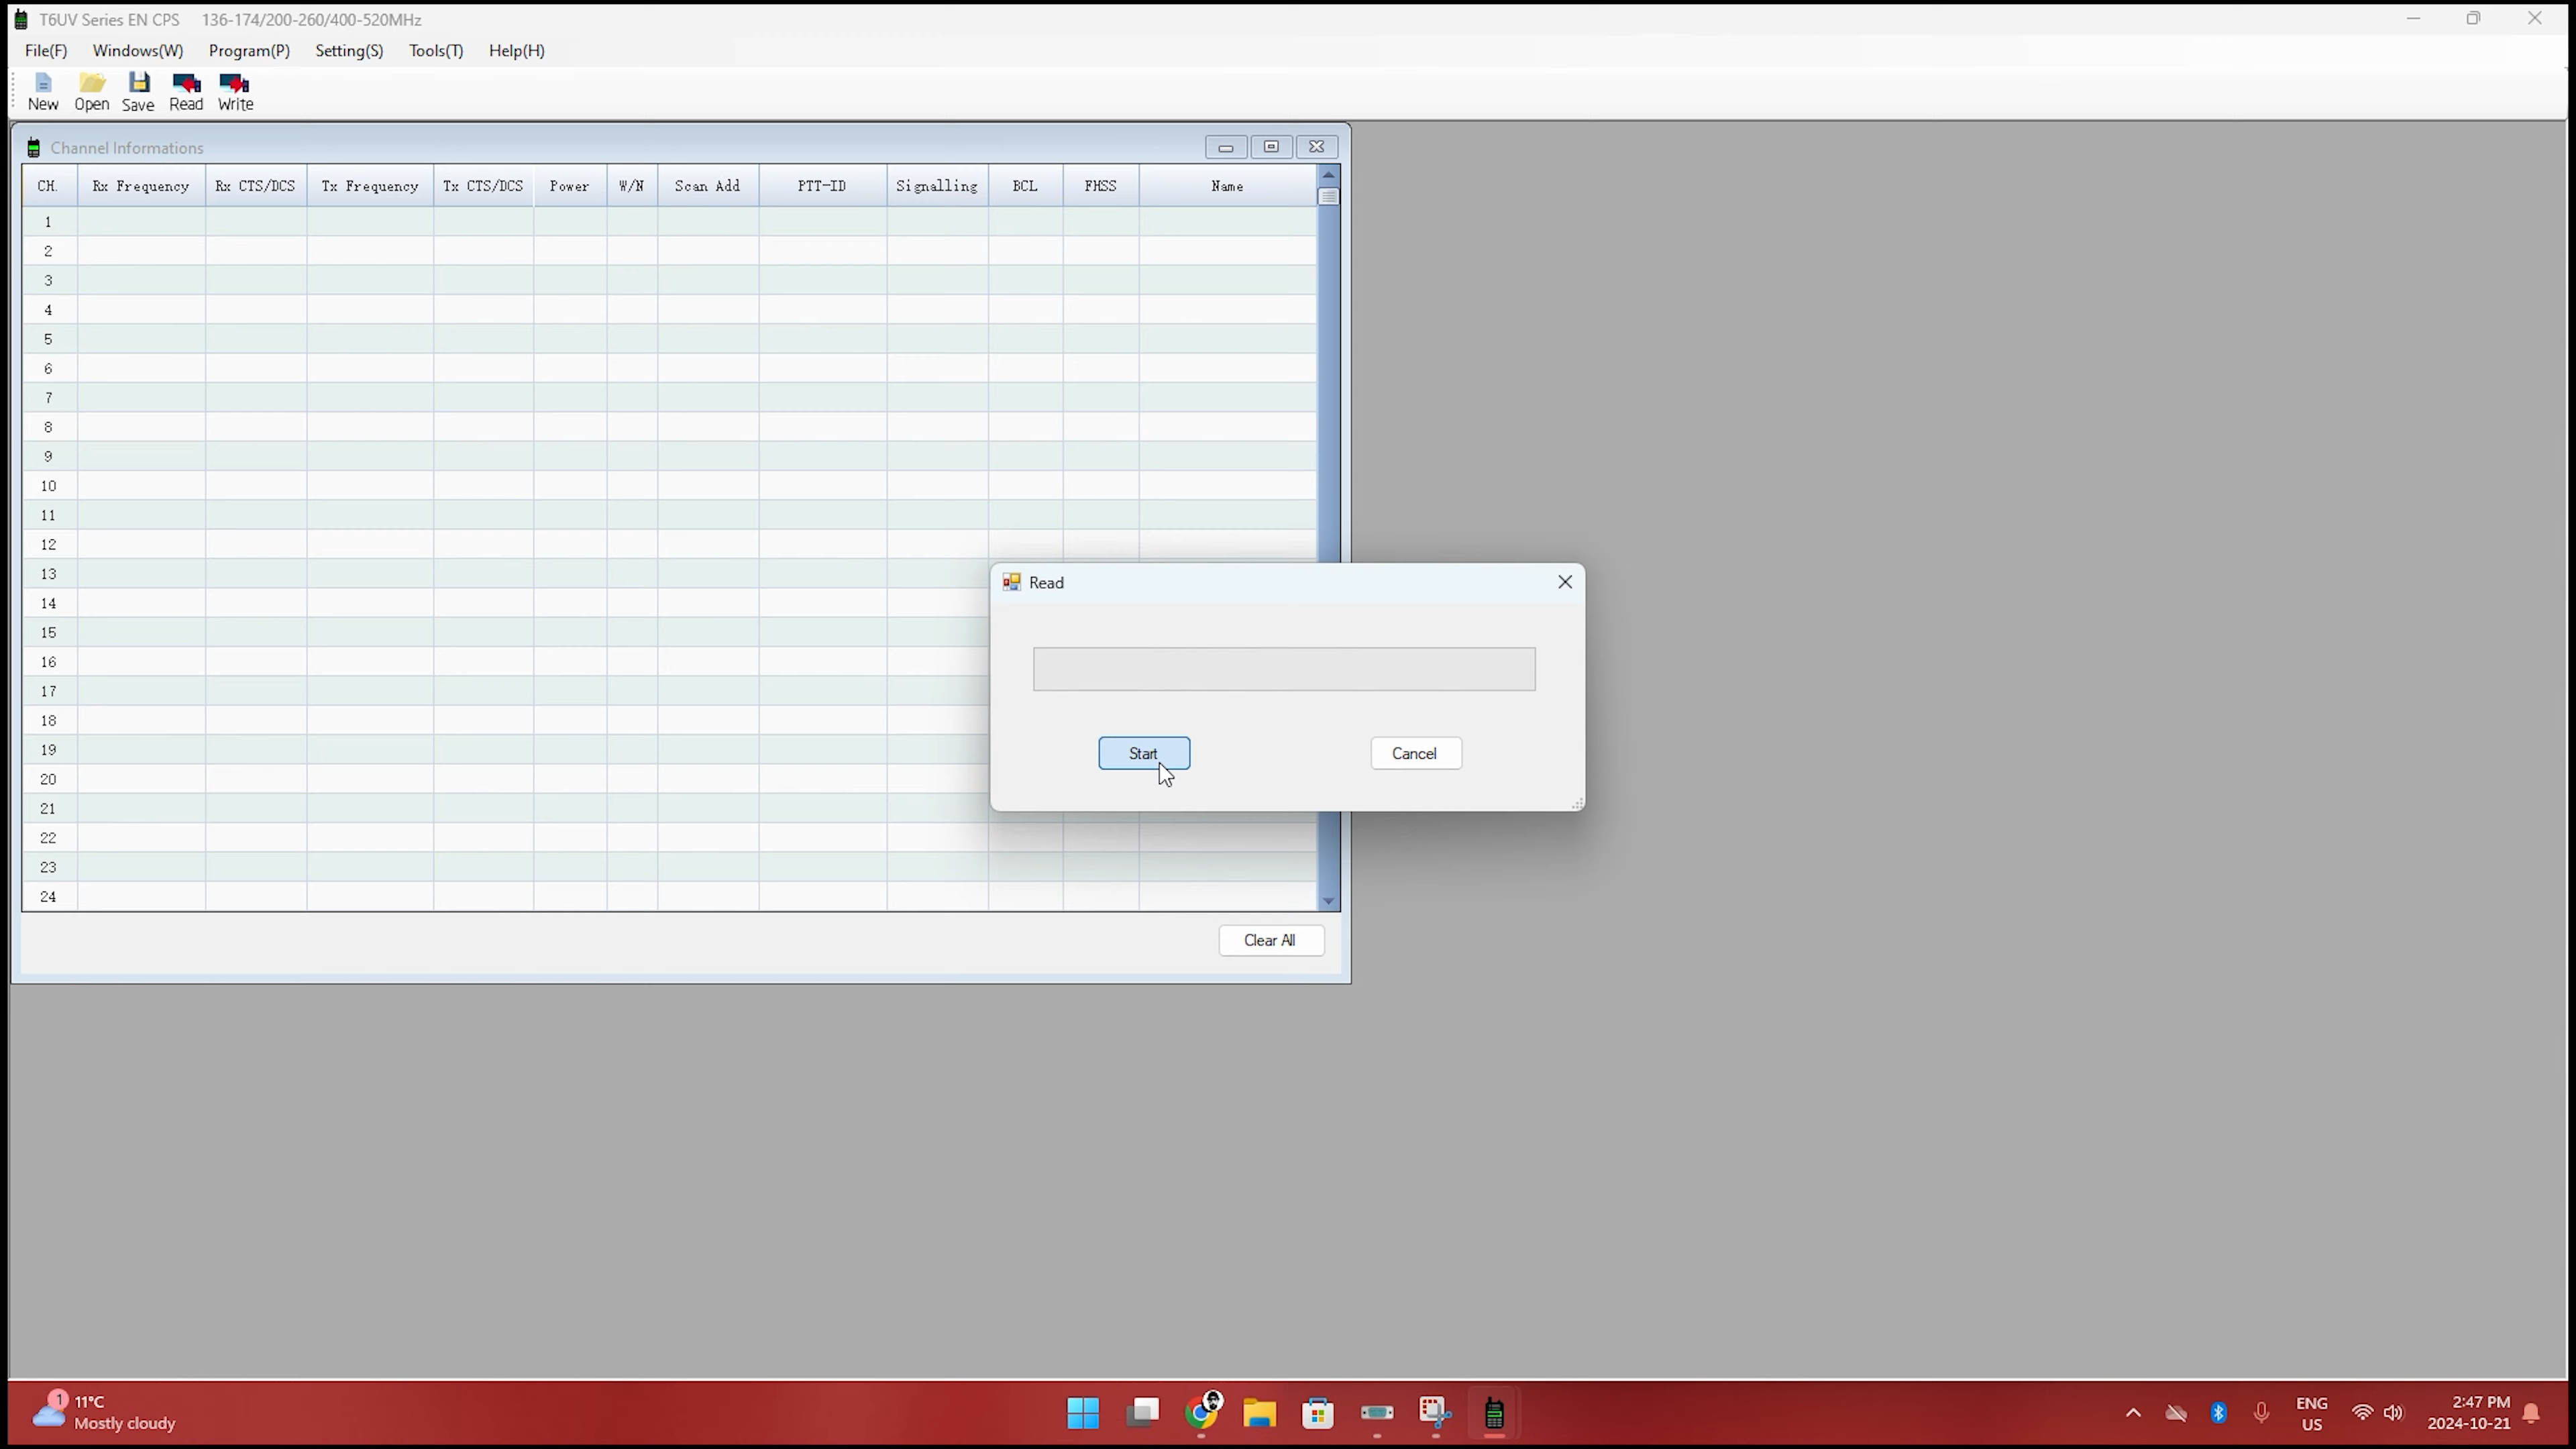 T6UV Series EN CPS 136-174/200-260/400-520MHz
File(F) Windows(W) Program(P) Setting(S) Tools(T) Help(H)
New Open Save Read Write
Channel Informations
CH. Rx Frequency Rx CTS/DCS Tx Frequency Tx CTS/DCS Power W/N Scan Add PTT-ID Signalling BCL FHSS Name
1
2
3
4
5
6
7
8
9
10
11
12
13
14
15
16
17
18
19
20
21
22
23
24
Read
Start Cancel
Clear All
1
11°C
Mostly cloudy
ENG
US
2:47 PM
2024-10-21